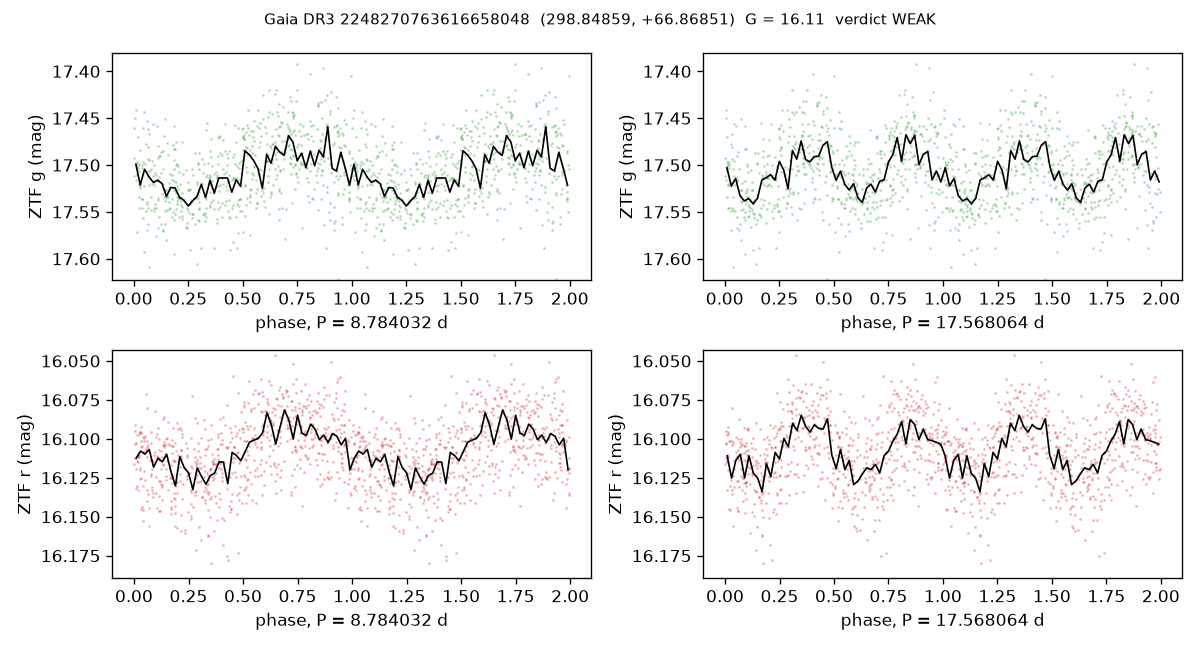 Gaia DR3 2248270763616658048  (298.84859, +66.86851)  G = 16.11  verdict WEAK
ZTF g (mag)
17.40
17.45
17.50
17.55
17.60
0.00 0.25 0.50 0.75 1.00 1.25 1.50 1.75 2.00
phase, P = 8.784032 d
ZTF g (mag)
17.40
17.45
17.50
17.55
17.60
0.00 0.25 0.50 0.75 1.00 1.25 1.50 1.75 2.00
phase, P = 17.568064 d
ZTF r (mag)
16.050
16.075
16.100
16.125
16.150
16.175
0.00 0.25 0.50 0.75 1.00 1.25 1.50 1.75 2.00
phase, P = 8.784032 d
ZTF r (mag)
16.050
16.075
16.100
16.125
16.150
16.175
0.00 0.25 0.50 0.75 1.00 1.25 1.50 1.75 2.00
phase, P = 17.568064 d